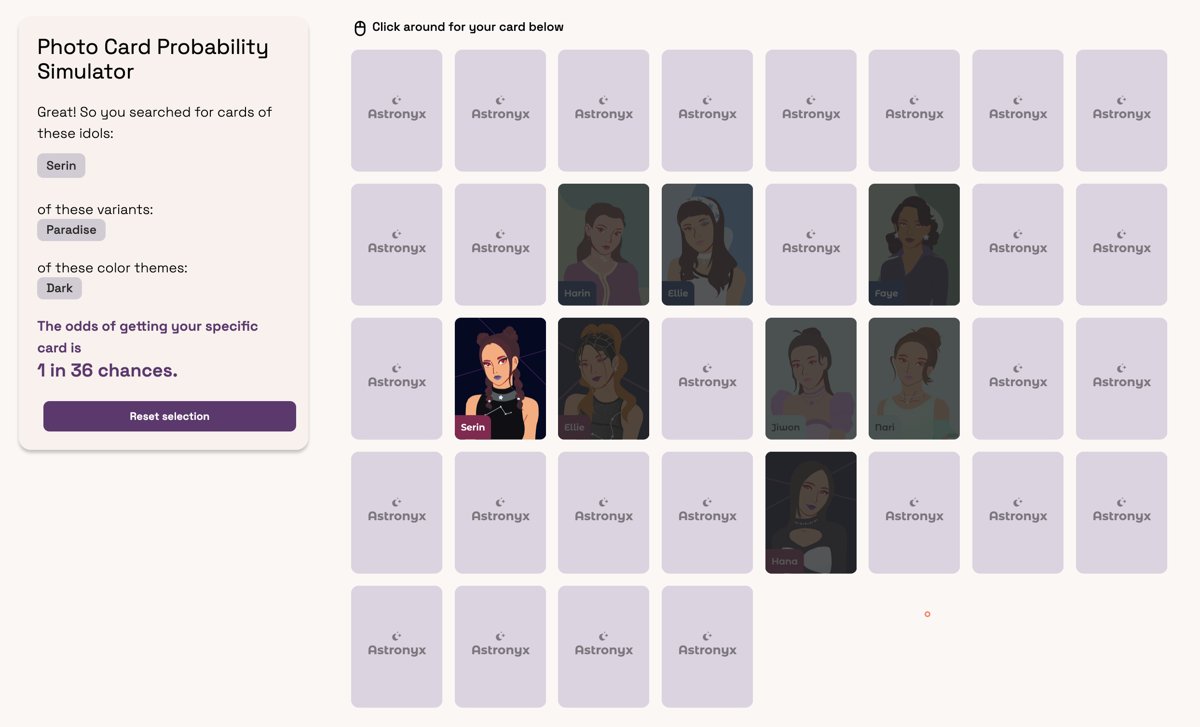 Photo Card Probability
Simulator
Great! So you searched for cards of
these idols:
Serin
of these variants:
Paradise
of these color themes:
Dark
The odds of getting your specific
card is
1 in 36 chances.
Reset selection
Click around for your card below
Astronyx Astronyx Astronyx Astronyx Astronyx Astronyx Astronyx Astronyx
Astronyx Astronyx Harin Ellie Astronyx Faye Astronyx Astronyx
Astronyx Serin Ellie Astronyx Jiwon Nari Astronyx Astronyx
Astronyx Astronyx Astronyx Astronyx Hana Astronyx Astronyx Astronyx
Astronyx Astronyx Astronyx Astronyx